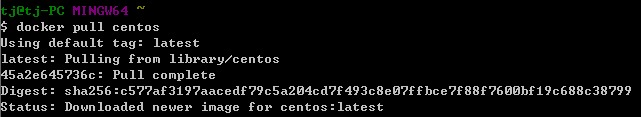 tj@tj-PC MINGW64 ~
$ docker pull centos
Using default tag: latest
latest: Pulling from library/centos
45a2e645736c: Pull complete
Digest: sha256:c577af3197aacedf79c5a204cd7f493c8e07ffbce7f88f7600bf19c688c38799
Status: Downloaded newer image for centos:latest